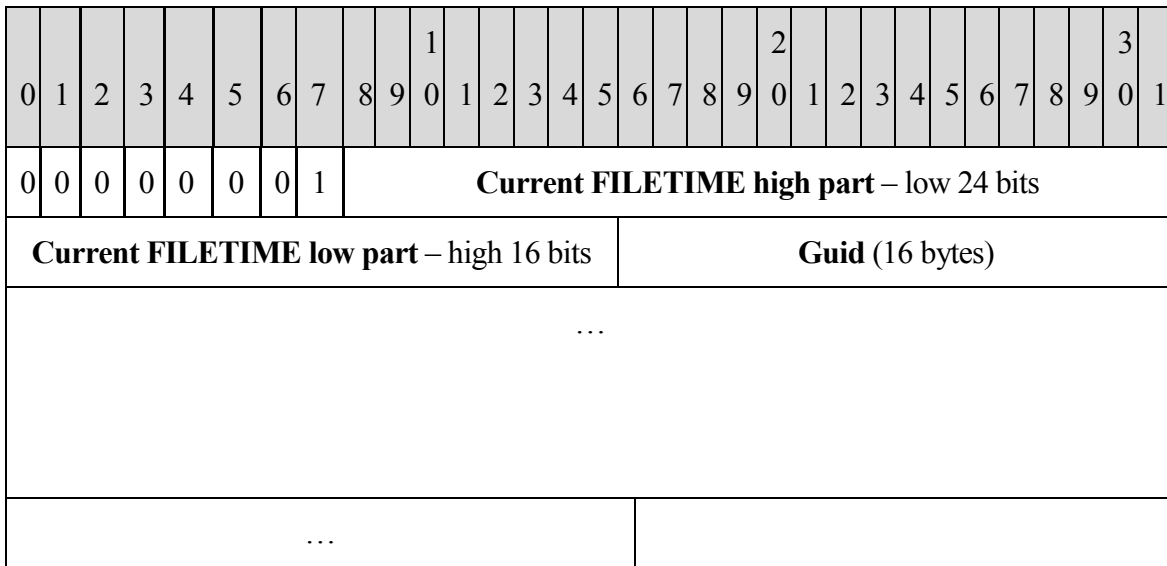 1 2 3
0 1 2 3 4 5 6 7 8 9 0 1 2 3 4 5 6 7 8 9 0 1 2 3 4 5 6 7 8 9 0 1
0 0 0 0 0 0 0 1 Current FILETIME high part – low 24 bits
Current FILETIME low part – high 16 bits Guid (16 bytes)
…
…